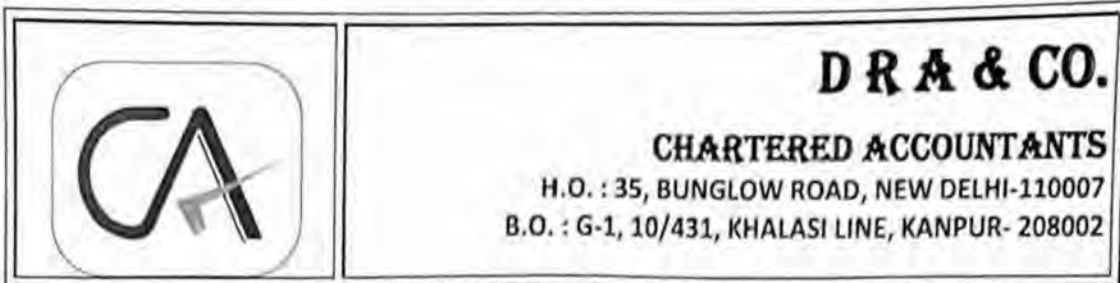 CA
D R A & CO.
CHARTERED ACCOUNTANTS
H.O. : 35, BUNGLOW ROAD, NEW DELHI-110007
B.O. : G-1, 10/431, KHALASI LINE, KANPUR- 208002